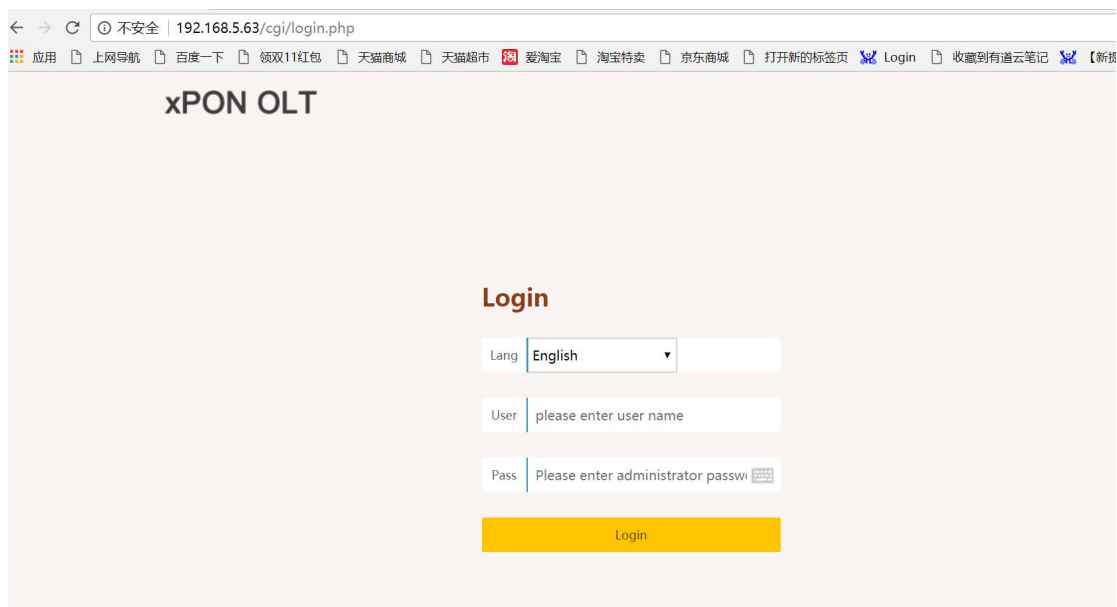 不安全 192.168.5.63/cgi/login.php
应用 上网导航 百度一下 领双11红包 天猫商城 天猫超市 淘 爱淘宝 淘宝特卖 京东商城 打开新的标签页 Login 收藏到有道云笔记
xPON OLT
Login
Lang English
User please enter user name
Pass Please enter administrator passw
Login